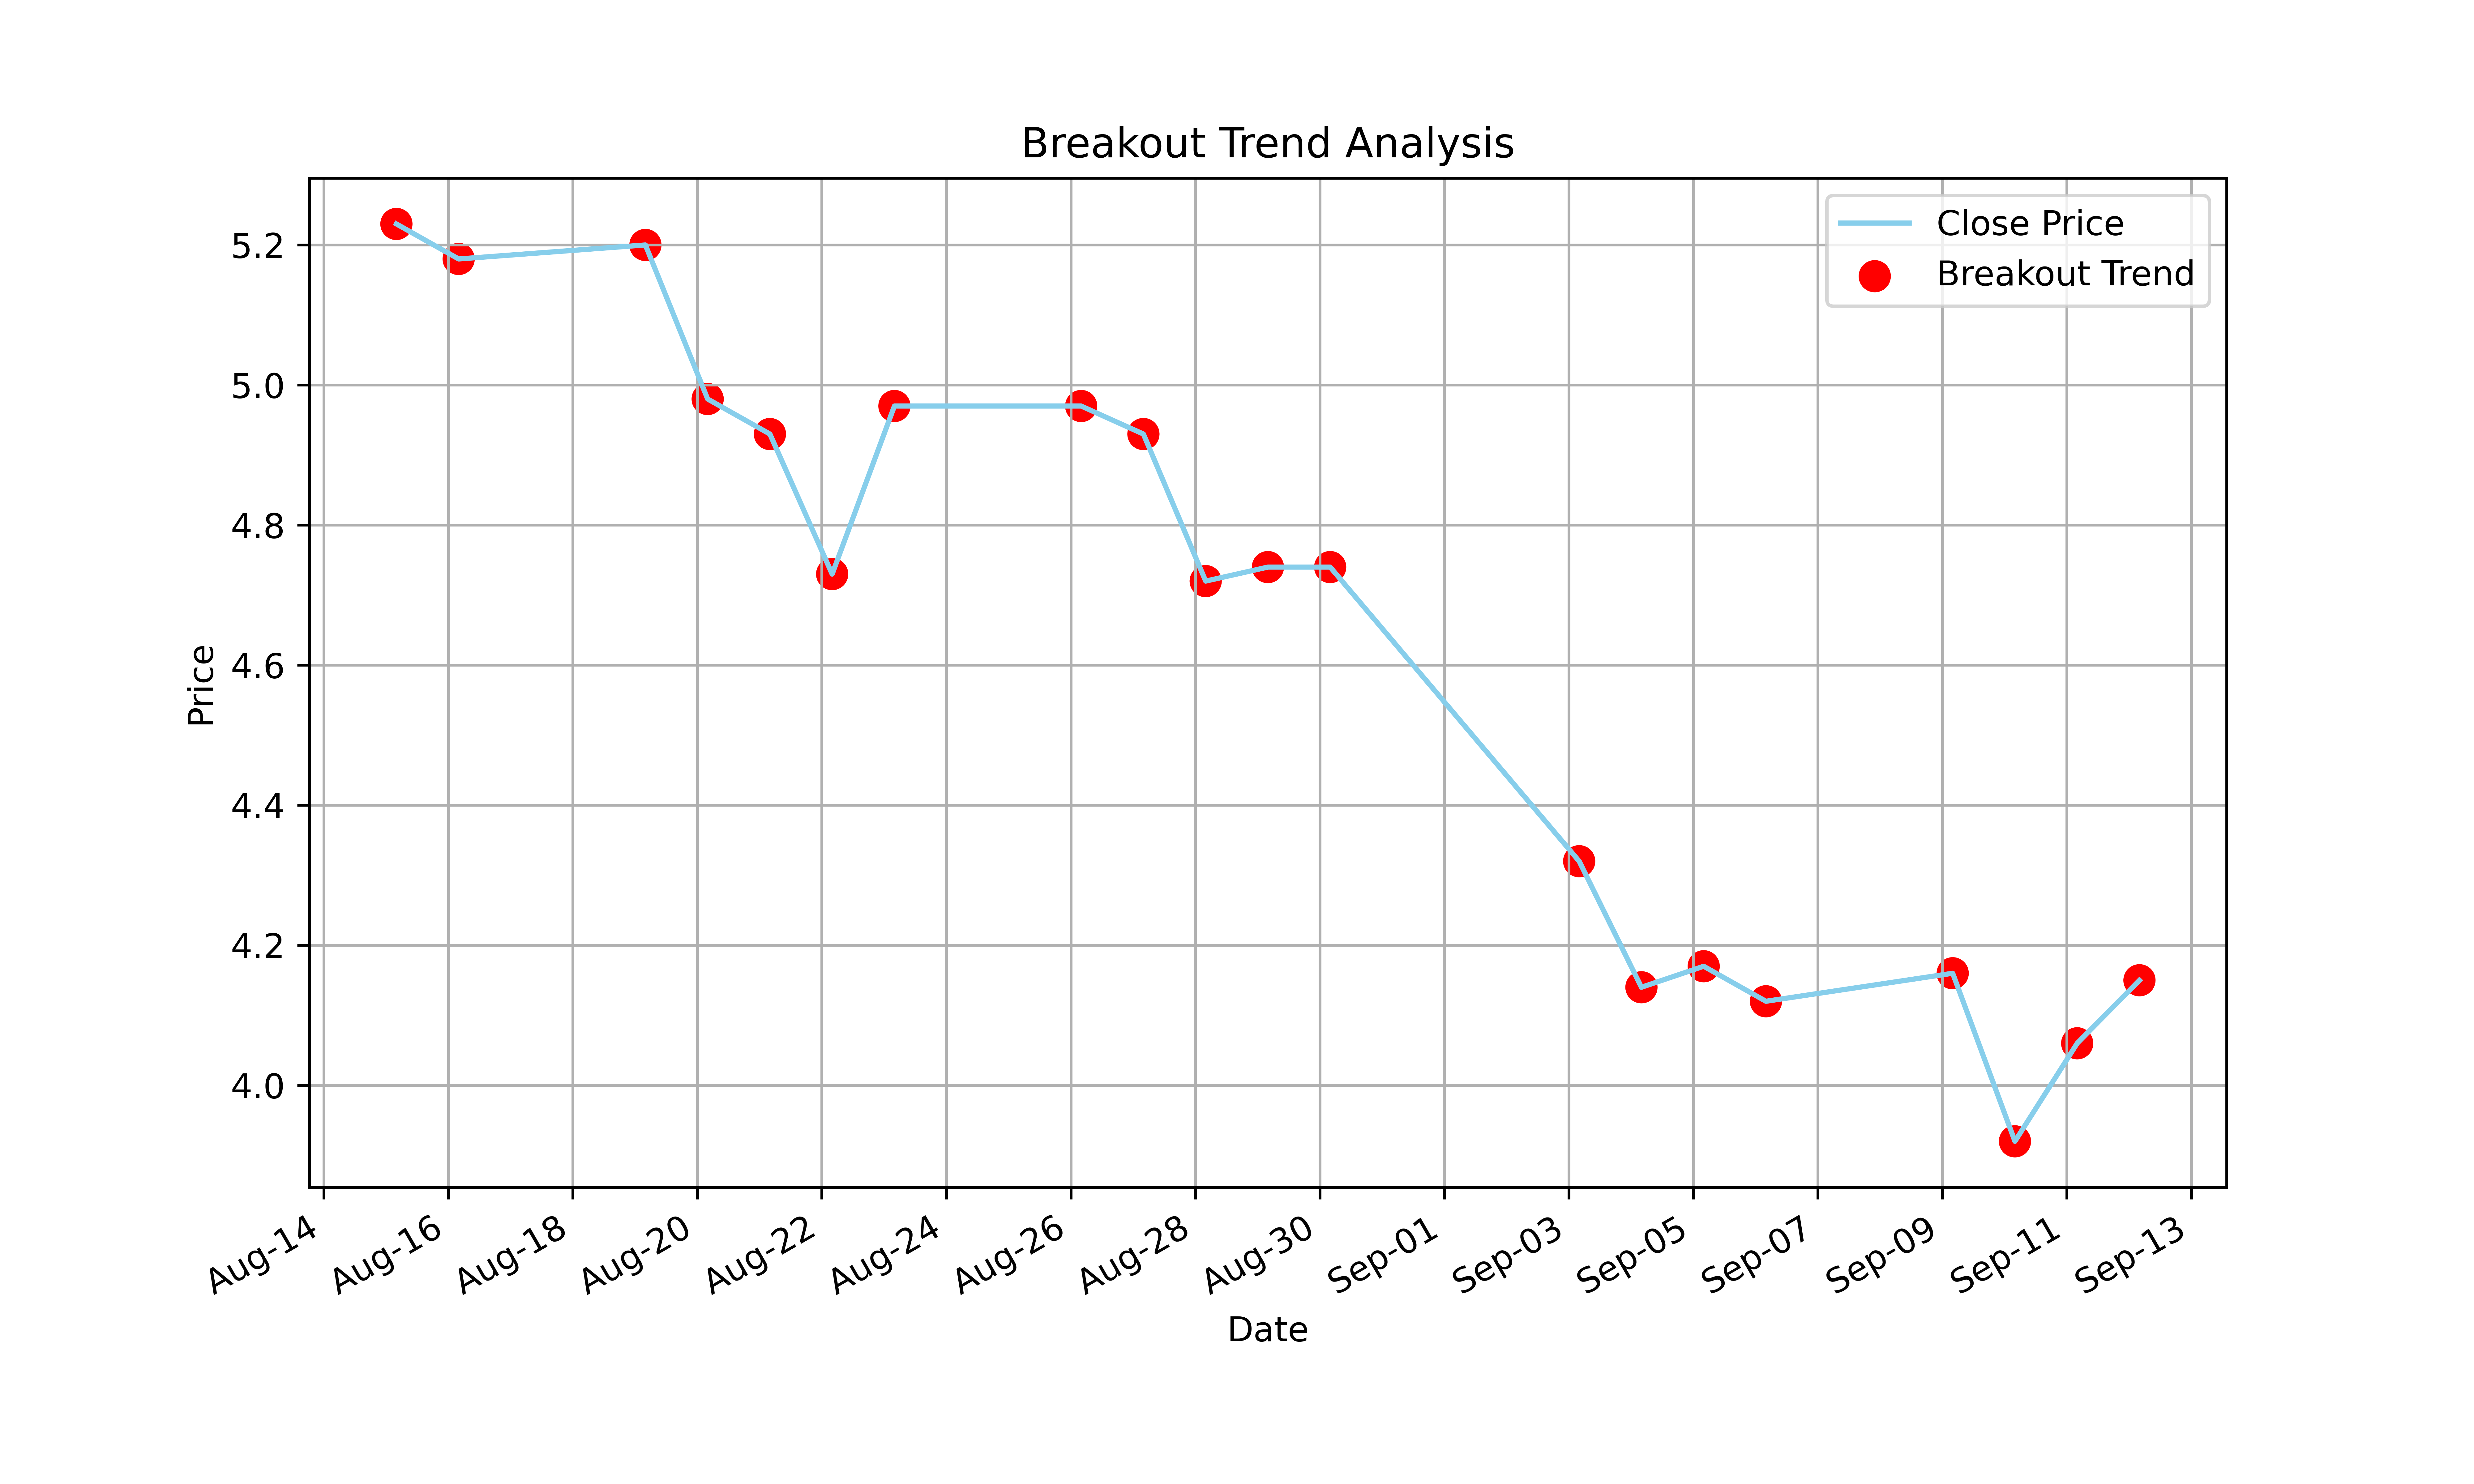 Breakout Trend Analysis
Close Price
Breakout Trend
5.2
5.0
4.8
4.6
4.4
4.2
4.0
Price
Aug-14
Aug-16
Aug-18
Aug-20
Aug-22
Aug-24
Aug-26
Aug-28
Aug-30
Sep-01
Sep-03
Sep-05
Sep-07
Sep-09
Sep-11
Sep-13
Date